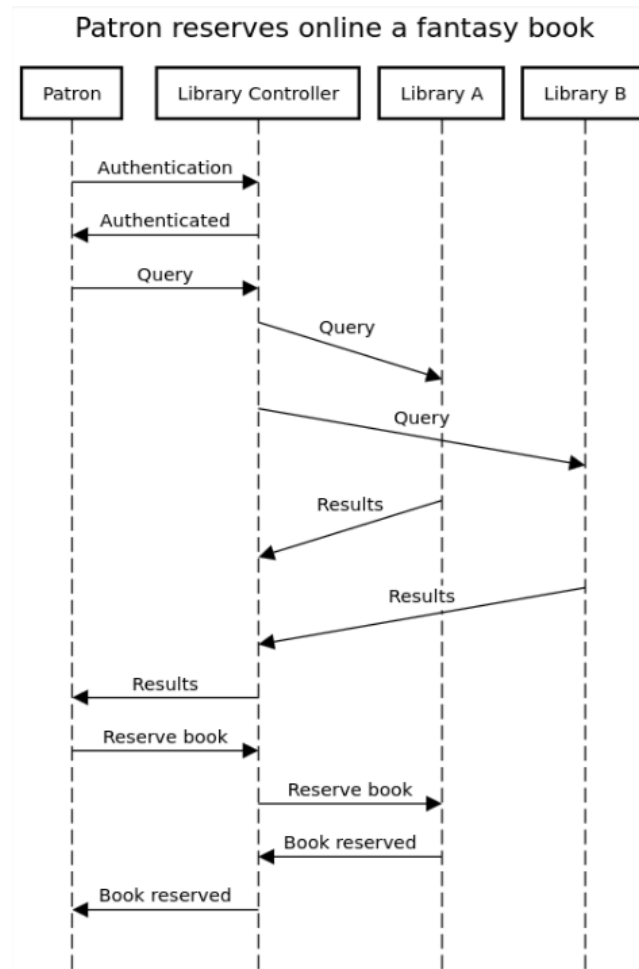 Patron reserves online a fantasy book
Patron
Library Controller
Library A
Library B
Authentication
Authenticated
Query
Query
Query
Results
Results
Results
Reserve book
Reserve book
Book reserved
Book reserved